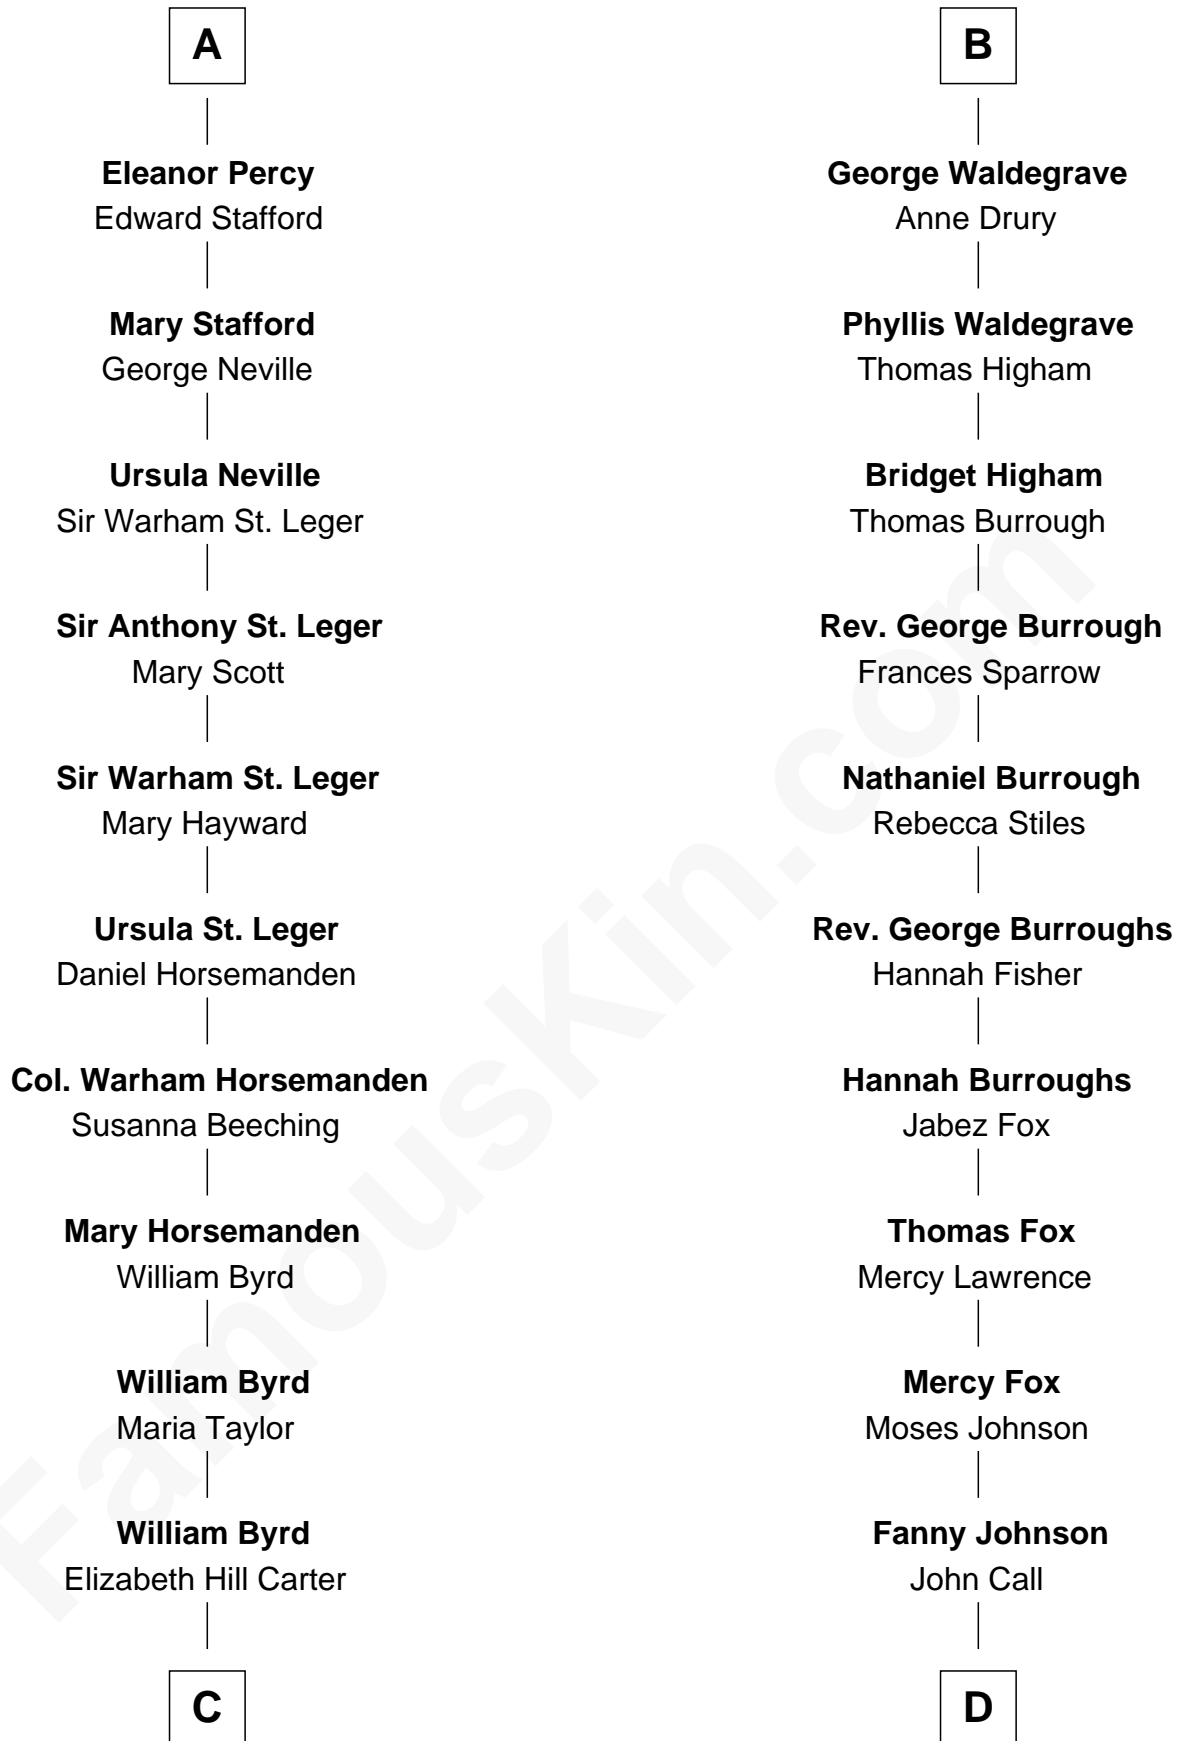 A
Eleanor Percy
Edward Stafford
Mary Stafford
George Neville
Ursula Neville
Sir Warham St. Leger
Sir Anthony St. Leger
Mary Scott
Sir Warham St. Leger
Mary Hayward
Ursula St. Leger
Daniel Horsemanden
Col. Warham Horsemanden
Susanna Beeching
Mary Horsemanden
William Byrd
William Byrd
Maria Taylor
William Byrd
Elizabeth Hill Carter
C
B
George Waldegrave
Anne Drury
Phyllis Waldegrave
Thomas Higham
Bridget Higham
Thomas Burrough
Rev. George Burrough
Frances Sparrow
Nathaniel Burrough
Rebecca Stiles
Rev. George Burroughs
Hannah Fisher
Hannah Burroughs
Jabez Fox
Thomas Fox
Mercy Lawrence
Mercy Fox
Moses Johnson
Fanny Johnson
John Call
D
FamousKin.com